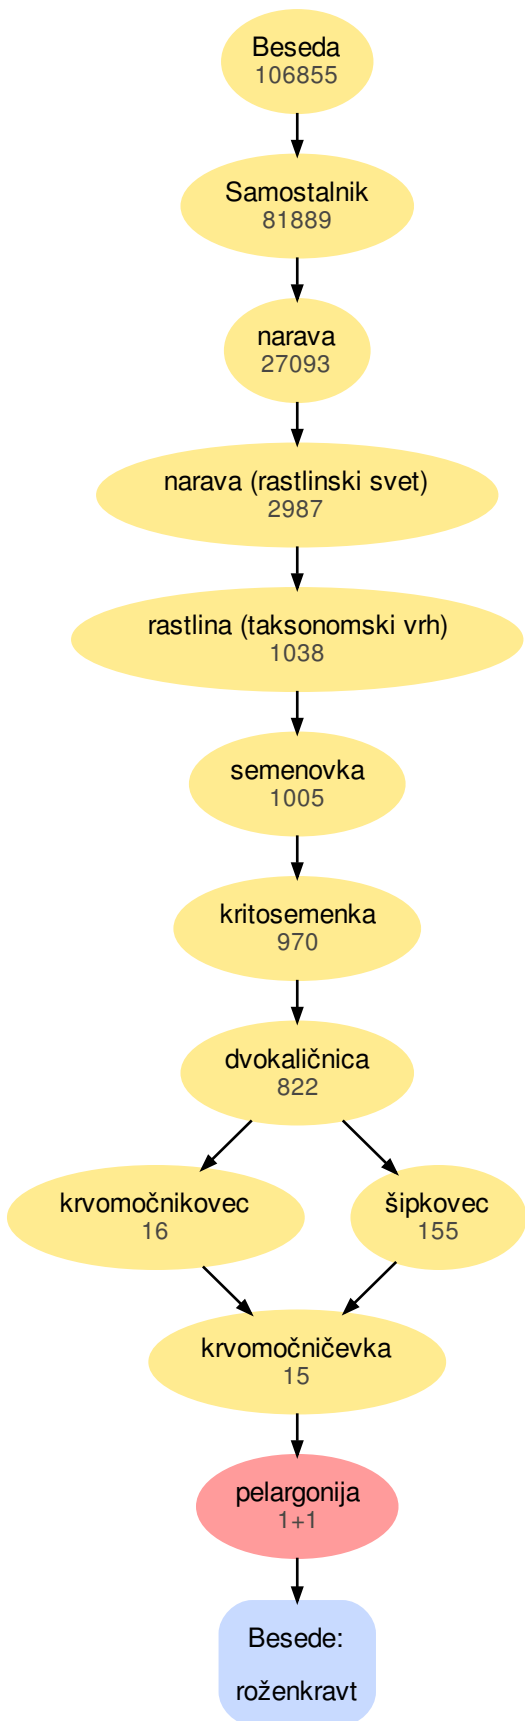 Beseda
106855
Samostalnik
81889
narava
27093
narava (rastlinski svet)
2987
rastlina (taksonomski vrh)
1038
semenovka
1005
kritosemenka
970
dvokaličnica
822
krvomočnikovec
16
šipkovec
155
krvomočničevka
15
pelargonija
1+1
Besede:
roženkravt